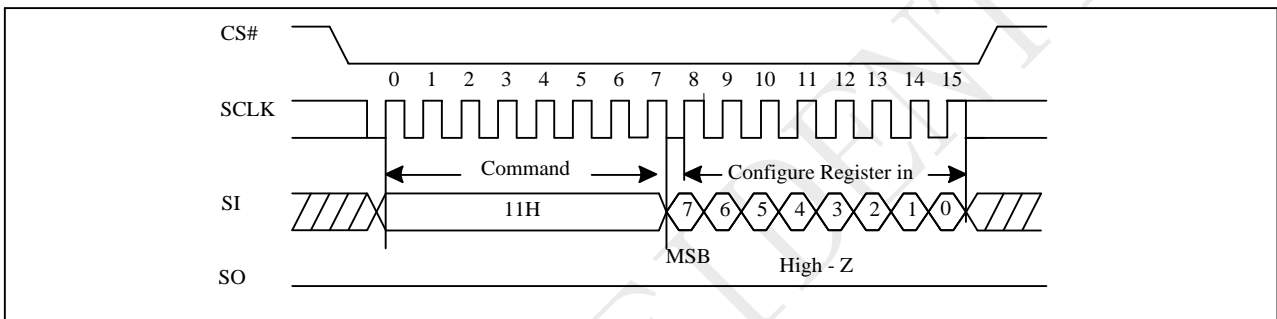 CS#
0 1 2 3 4 5 6 7 8 9 10 11 12 13 14 15
SCLK
Command Configure Register in
SI 11H 7 6 5 4 3 2 1 0
MSB High - Z
SO